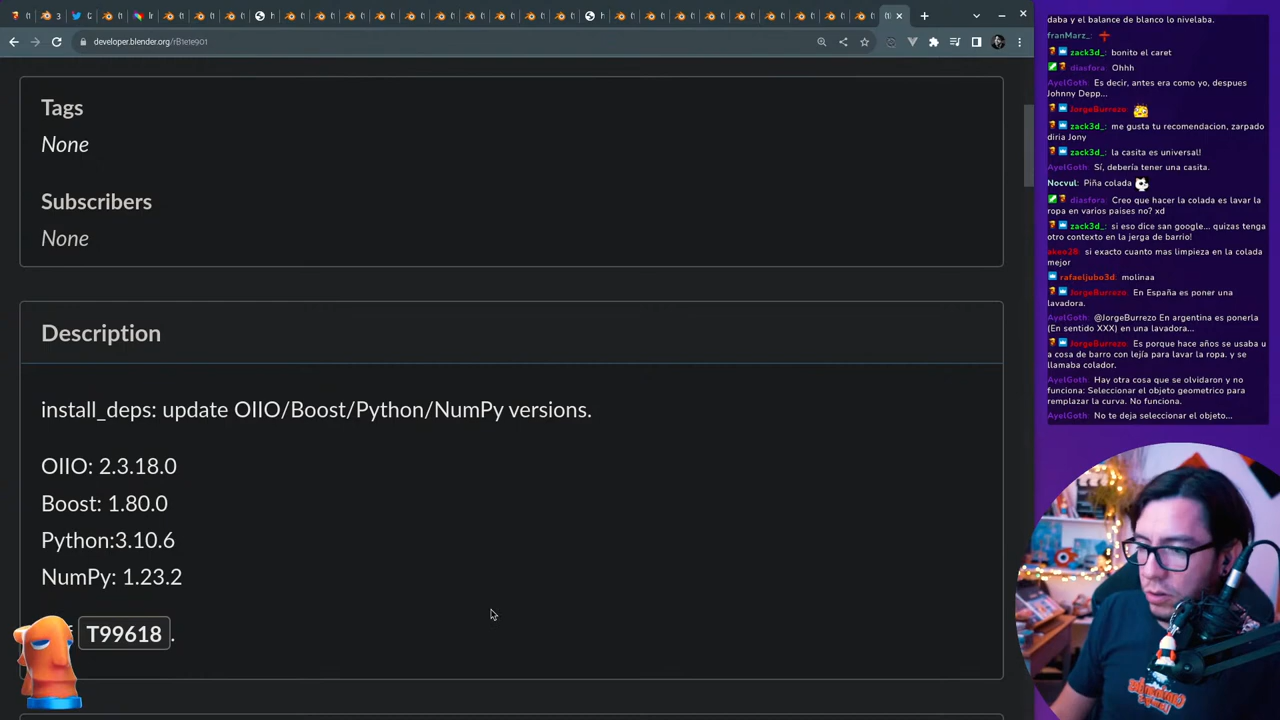 developer.blender.org/rB1e1e901
Tags
None
Subscribers
None
Description
install_deps: update OIIO/Boost/Python/NumPy versions.
OIIO: 2.3.18.0
Boost: 1.80.0
Python:3.10.6
NumPy: 1.23.2
T99618.
daba y el balance de blanco lo nivelaba.
franMarz_:
zack3d_: bonito el caret
diasfora: Ohhh
AyelGoth: Es decir, antes era como yo, despues
Johnny Depp...
JorgeBurrezo:
zack3d_: me gusta tu recomendacion, zarpado
diria Jony
zack3d_: la casita es universal!
AyelGoth: Sí, debería tener una casita.
Nocvul: Piña colada
diasfora: Creo que hacer la colada es lavar la
ropa en varios paises no? xd
zack3d_: si eso dice san google... quizas tenga
otro contexto en la jerga de barrio!
akeo28: si exacto cuanto mas limpieza en la colada
mejor
rafaeljubo3d: molinaa
JorgeBurrezo: En España es poner una
lavadora.
AyelGoth: @JorgeBurrezo En argentina es ponerla
(En sentido XXX) en una lavadora...
JorgeBurrezo: Es porque hace años se usaba u
a cosa de barro con lejía para lavar la ropa. y se
llamaba colador.
AyelGoth: Hay otra cosa que se olvidaron y no
funciona: Seleccionar el objeto geometrico para
remplazar la curva. No funciona.
AyelGoth: No te deja seleccionar el objeto...